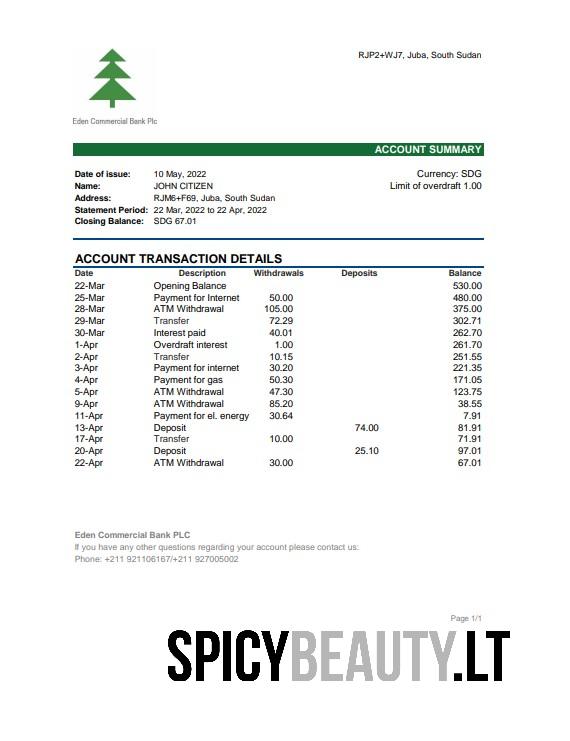 RJP2+WJ7, Juba, South Sudan
Eden Commercial Bank Plc
ACCOUNT SUMMARY
Date of issue: 10 May, 2022 Currency: SDG
Name: JOHN CITIZEN Limit of overdraft 1.00
Address: RJM6+F69, Juba, South Sudan
Statement Period: 22 Mar, 2022 to 22 Apr, 2022
Closing Balance: SDG 67.01
ACCOUNT TRANSACTION DETAILS
Date Description Withdrawals Deposits Balance
22-Mar Opening Balance 530.00
25-Mar Payment for Internet 50.00 480.00
28-Mar ATM Withdrawal 105.00 375.00
29-Mar Transfer 72.29 302.71
30-Mar Interest paid 40.01 262.70
1-Apr Overdraft interest 1.00 261.70
2-Apr Transfer 10.15 251.55
3-Apr Payment for internet 30.20 221.35
4-Apr Payment for gas 50.30 171.05
5-Apr ATM Withdrawal 47.30 123.75
9-Apr ATM Withdrawal 85.20 38.55
11-Apr Payment for el. energy 30.64 7.91
13-Apr Deposit 74.00 81.91
17-Apr Transfer 10.00 71.91
20-Apr Deposit 25.10 97.01
22-Apr ATM Withdrawal 30.00 67.01
Eden Commercial Bank PLC
If you have any other questions regarding your account please contact us:
Phone: +211 921106167/+211 927005002
Page 1/1
SPICYBEAUTY.LT